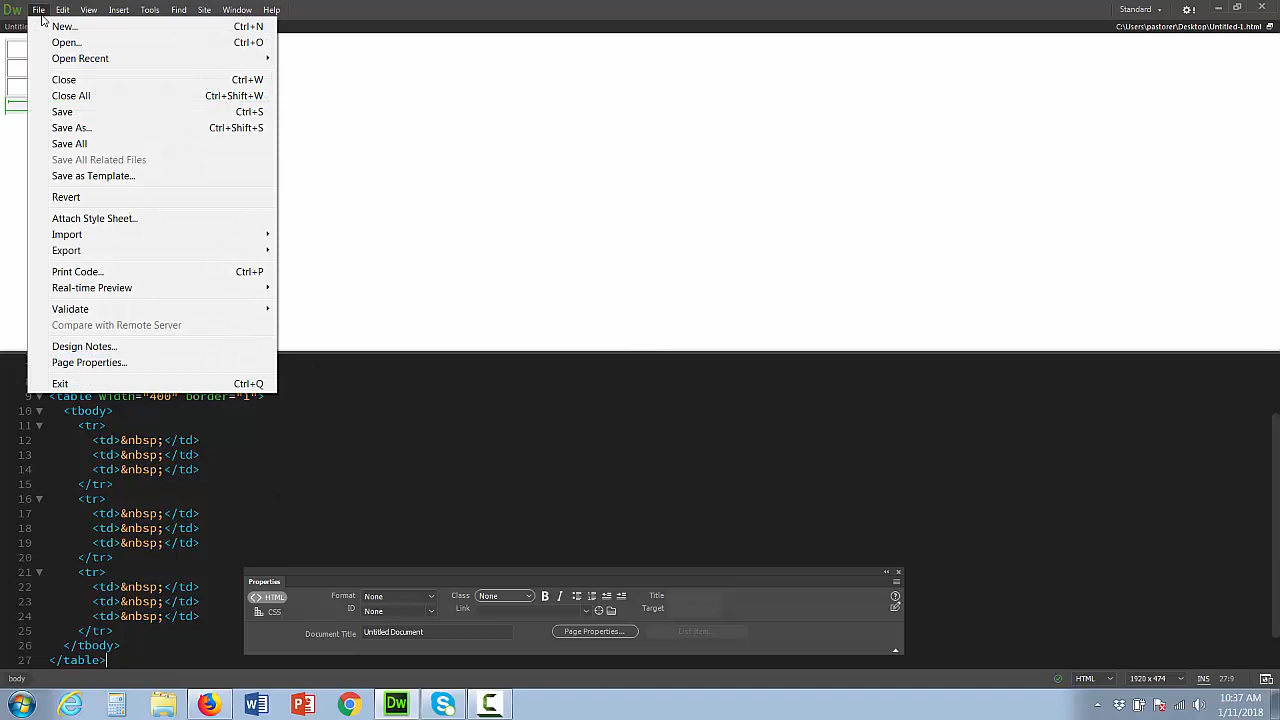 Dw File Edit View Insert Tools Find Site Window Help Standard
Untitle C:\Users\pastorer\Desktop\Untitled-1.html
New... Ctrl+N
Open... Ctrl+O
Open Recent
Close Ctrl+W
Close All Ctrl+Shift+W
Save Ctrl+S
Save As... Ctrl+Shift+S
Save All
Save All Related Files
Save as Template...
Revert
Attach Style Sheet...
Import
Export
Print Code... Ctrl+P
Real-time Preview
Validate
Compare with Remote Server
Design Notes...
Page Properties...
Exit Ctrl+Q
9 <table width="400" border="1">
10 <tbody>
11 <tr>
12 <td>&nbsp;</td>
13 <td>&nbsp;</td>
14 <td>&nbsp;</td>
15 </tr>
16 <tr>
17 <td>&nbsp;</td>
18 <td>&nbsp;</td>
19 <td>&nbsp;</td>
20 </tr>
21 <tr>
22 <td>&nbsp;</td>
23 <td>&nbsp;</td>
24 <td>&nbsp;</td>
25 </tr>
26 </tbody>
27 </table>
Properties
<> HTML Format None Class None B I Title
CSS ID None Link Target
Document Title Untitled Document Page Properties... List Item...
body HTML 1920 x 474 INS 27:9
Dw
10:37 AM
1/11/2018